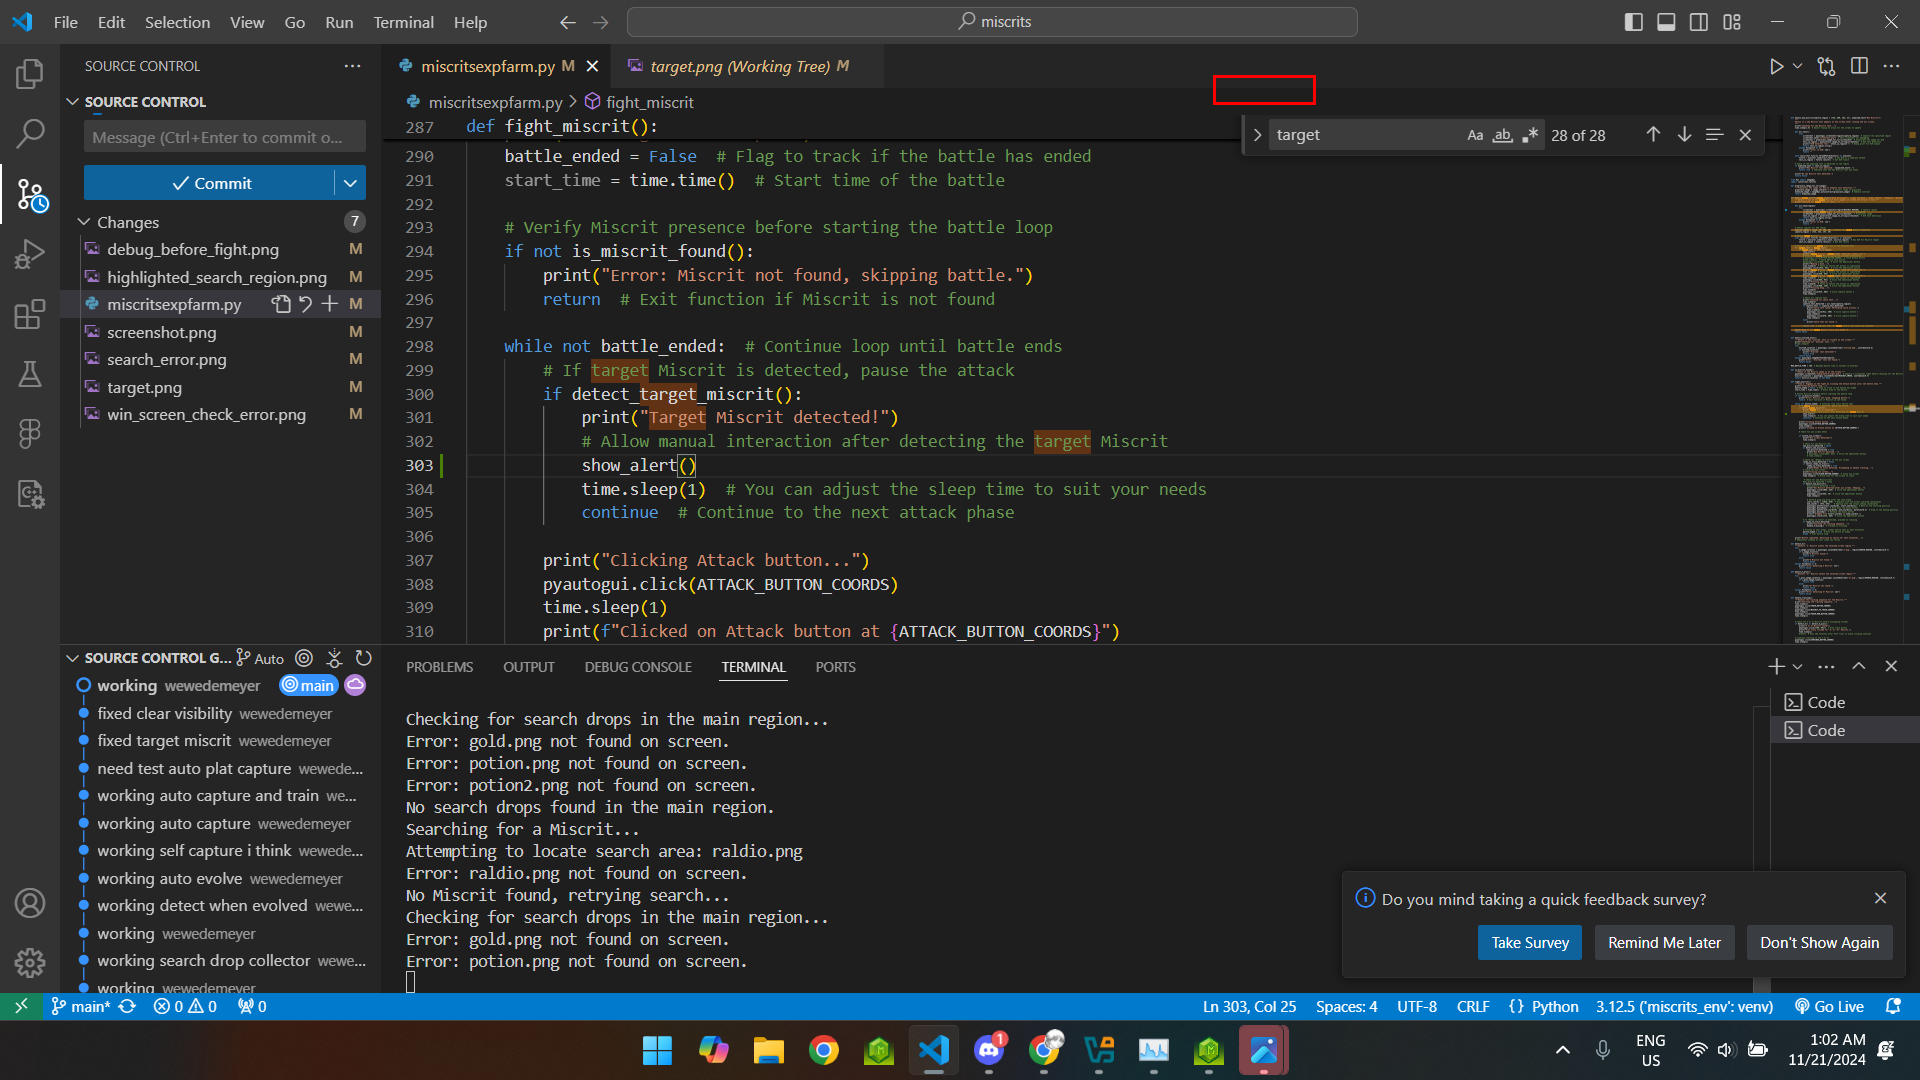 File Edit Selection View Go Run Terminal Help
miscrits
SOURCE CONTROL
SOURCE CONTROL
Message (Ctrl+Enter to commit o...
Commit
Changes 7
debug_before_fight.png M
highlighted_search_region.png M
miscritsexpfarm.py M
screenshot.png M
search_error.png M
target.png M
win_screen_check_error.png M
SOURCE CONTROL G... Auto
working wewedemeyer main
fixed clear visibility wewedemeyer
fixed target miscrit wewedemeyer
need test auto plat capture wewede...
working auto capture and train we...
working auto capture wewedemeyer
working self capture i think wewede...
working auto evolve wewedemeyer
working detect when evolved wewe...
working wewedemeyer
working search drop collector wewe...
working wewedemeyer
miscritsexpfarm.py M
target.png (Working Tree) M
miscritsexpfarm.py > fight_miscrit
target Aa ab 28 of 28
287 def fight_miscrit():
290 battle_ended = False # Flag to track if the battle has ended
291 start_time = time.time() # Start time of the battle
292
293 # Verify Miscrit presence before starting the battle loop
294 if not is_miscrit_found():
295 print("Error: Miscrit not found, skipping battle.")
296 return # Exit function if Miscrit is not found
297
298 while not battle_ended: # Continue loop until battle ends
299 # If target Miscrit is detected, pause the attack
300 if detect_target_miscrit():
301 print("Target Miscrit detected!")
302 # Allow manual interaction after detecting the target Miscrit
303 show_alert()
304 time.sleep(1) # You can adjust the sleep time to suit your needs
305 continue # Continue to the next attack phase
306
307 print("Clicking Attack button...")
308 pyautogui.click(ATTACK_BUTTON_COORDS)
309 time.sleep(1)
310 print(f"Clicked on Attack button at {ATTACK_BUTTON_COORDS}")
PROBLEMS OUTPUT DEBUG CONSOLE TERMINAL PORTS
Checking for search drops in the main region...
Error: gold.png not found on screen.
Error: potion.png not found on screen.
Error: potion2.png not found on screen.
No search drops found in the main region.
Searching for a Miscrit...
Attempting to locate search area: raldio.png
Error: raldio.png not found on screen.
No Miscrit found, retrying search...
Checking for search drops in the main region...
Error: gold.png not found on screen.
Error: potion.png not found on screen.
Code
Code
Do you mind taking a quick feedback survey?
Take Survey Remind Me Later Don't Show Again
main* 0 0 0 Ln 303, Col 25 Spaces: 4 UTF-8 CRLF {} Python 3.12.5 ('miscrits_env': venv) Go Live
1
ENG
US
1:02 AM
11/21/2024